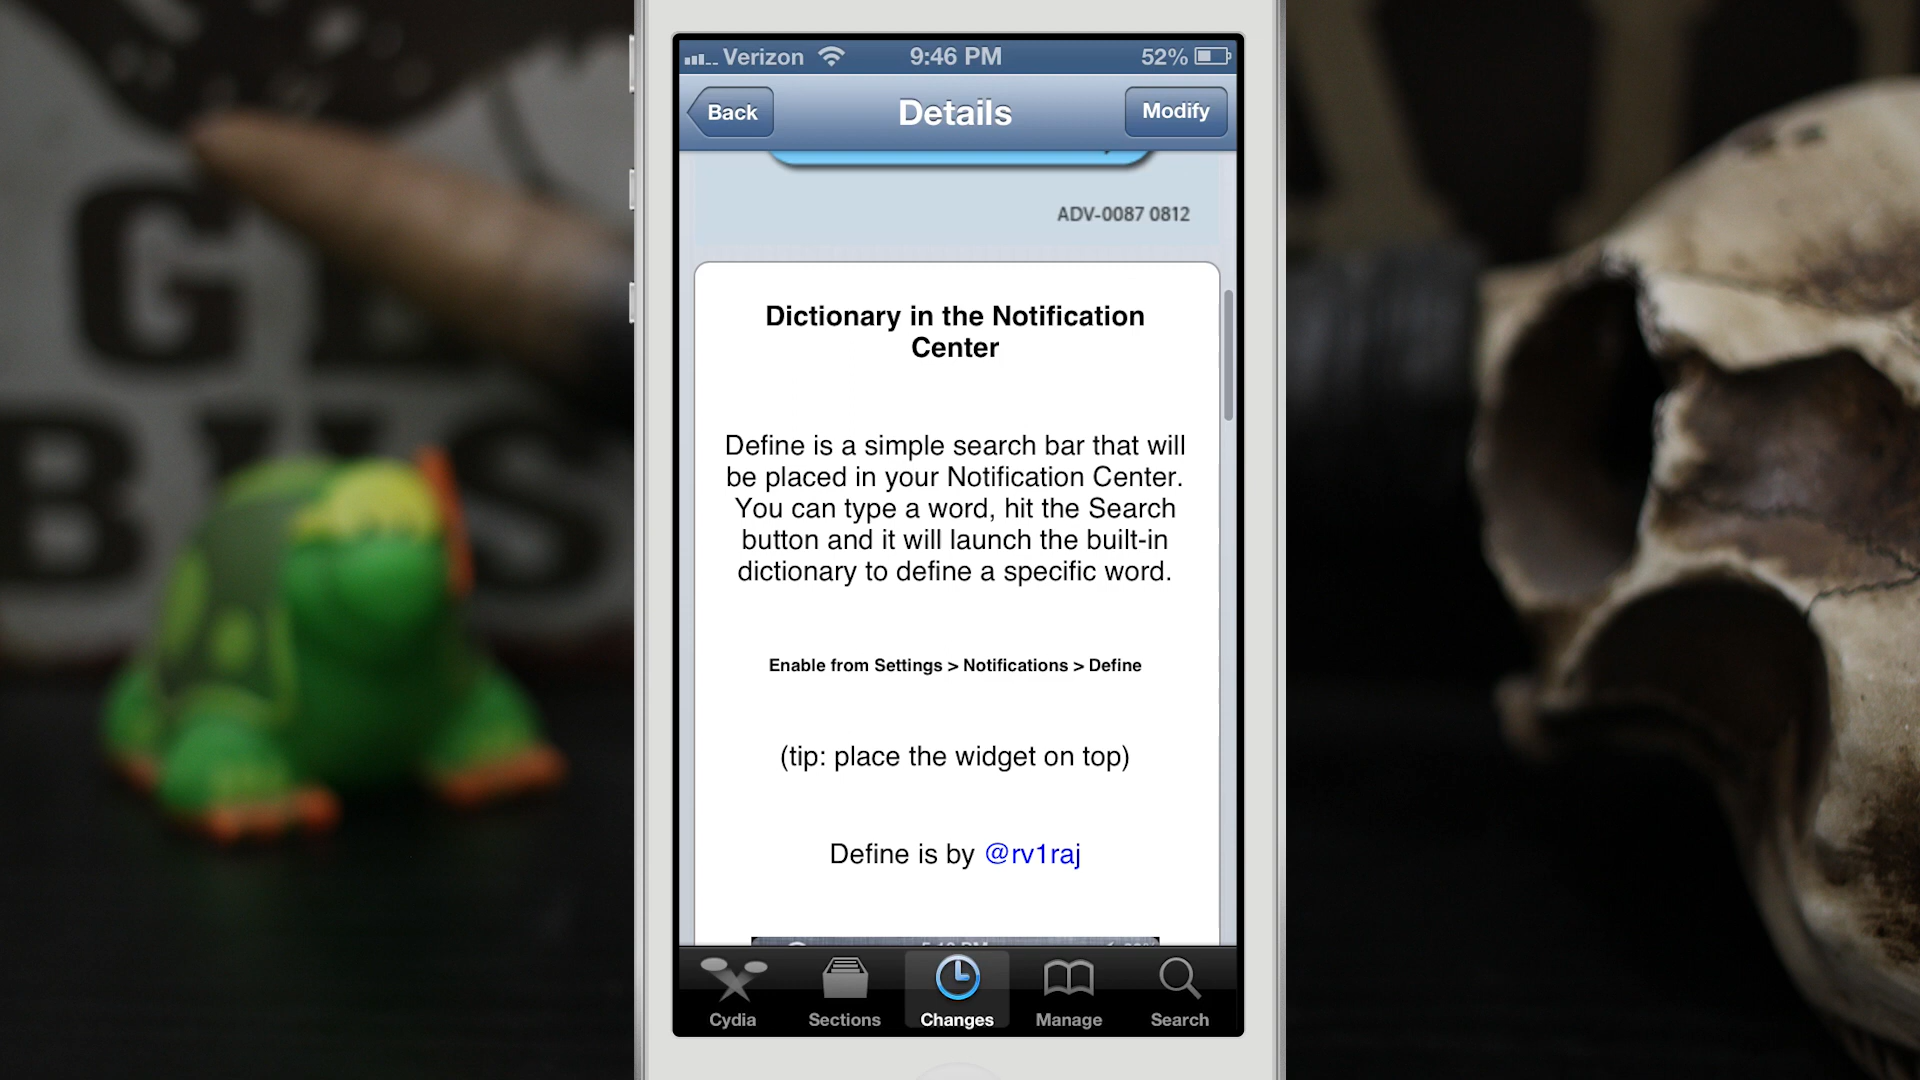 Verizon 9:46 PM 52%
Back Details Modify
ADV-0087 0812
Dictionary in the Notification
Center
Define is a simple search bar that will
be placed in your Notification Center.
You can type a word, hit the Search
button and it will launch the built-in
dictionary to define a specific word.
Enable from Settings > Notifications > Define
(tip: place the widget on top)
Define is by @rv1raj
Cydia Sections Changes Manage Search